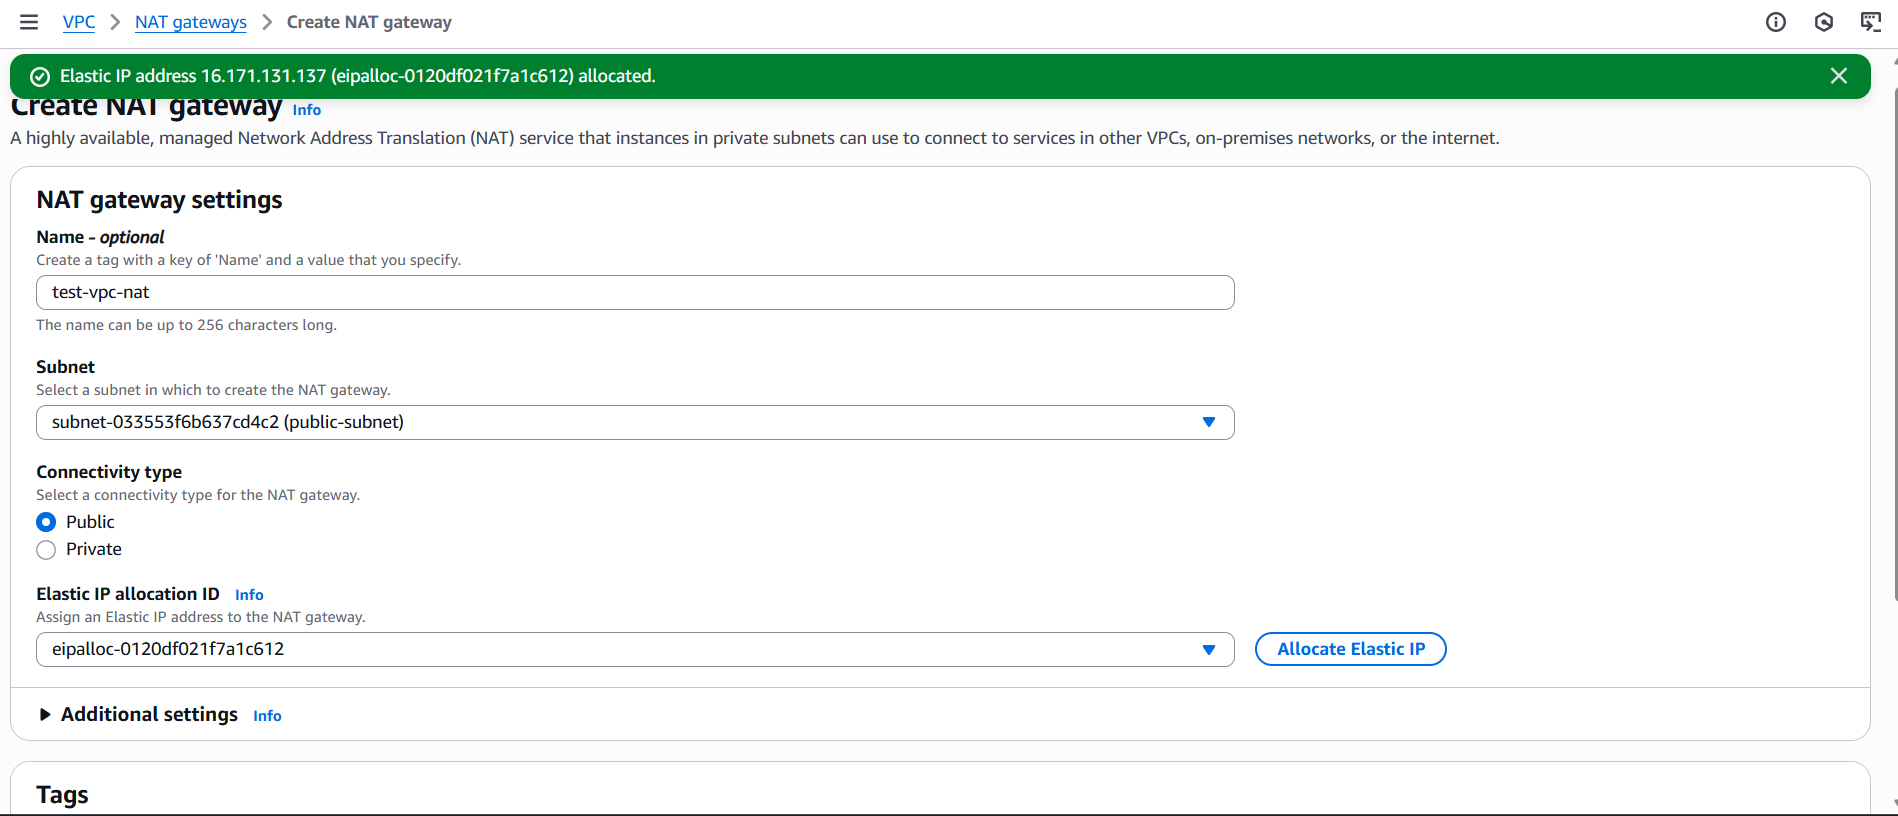 VPC > NAT gateways > Create NAT gateway
Elastic IP address 16.171.131.137 (eipalloc-0120df021f7a1c612) allocated.
Create NAT gateway Info
A highly available, managed Network Address Translation (NAT) service that instances in private subnets can use to connect to services in other VPCs, on-premises networks, or the internet.
NAT gateway settings
Name - optional
Create a tag with a key of 'Name' and a value that you specify.
test-vpc-nat
The name can be up to 256 characters long.
Subnet
Select a subnet in which to create the NAT gateway.
subnet-033553f6b637cd4c2 (public-subnet)
Connectivity type
Select a connectivity type for the NAT gateway.
Public
Private
Elastic IP allocation ID Info
Assign an Elastic IP address to the NAT gateway.
eipalloc-0120df021f7a1c612
Allocate Elastic IP
Additional settings Info
Tags